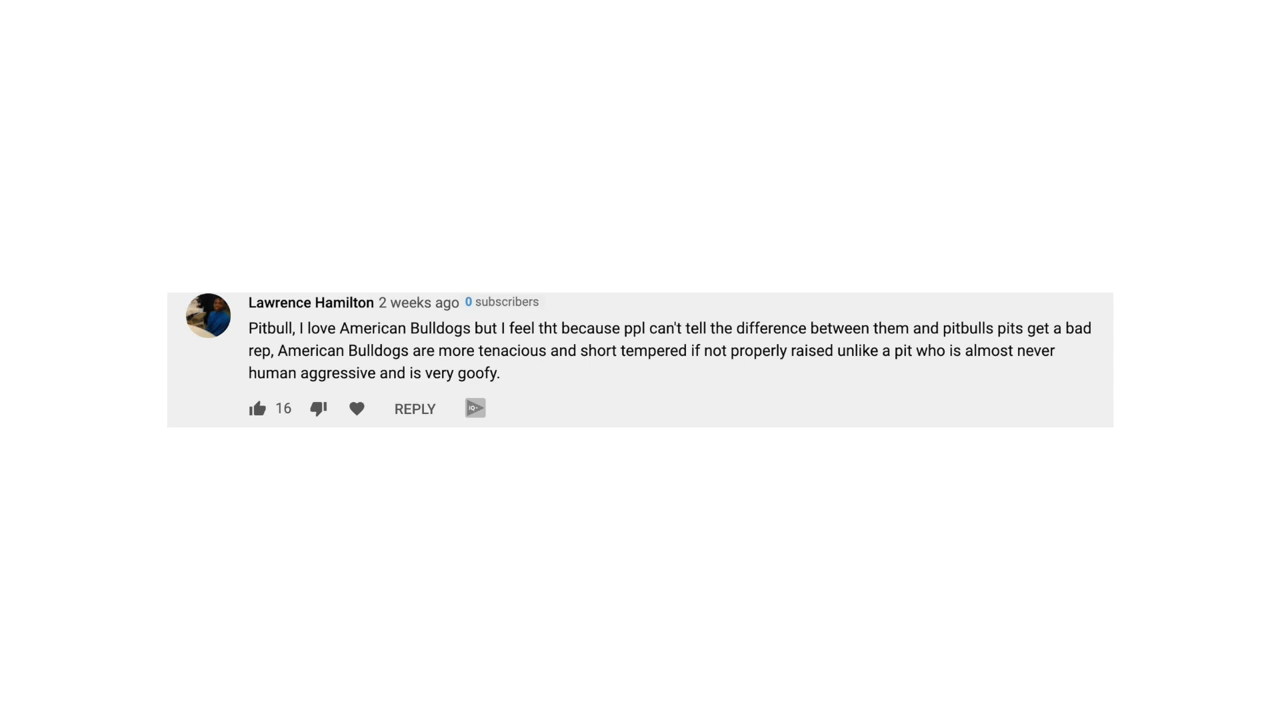 Lawrence Hamilton 2 weeks ago 0 subscribers
Pitbull, I love American Bulldogs but I feel tht because ppl can't tell the difference between them and pitbulls pits get a bad
rep, American Bulldogs are more tenacious and short tempered if not properly raised unlike a pit who is almost never
human aggressive and is very goofy.
16 REPLY IQ